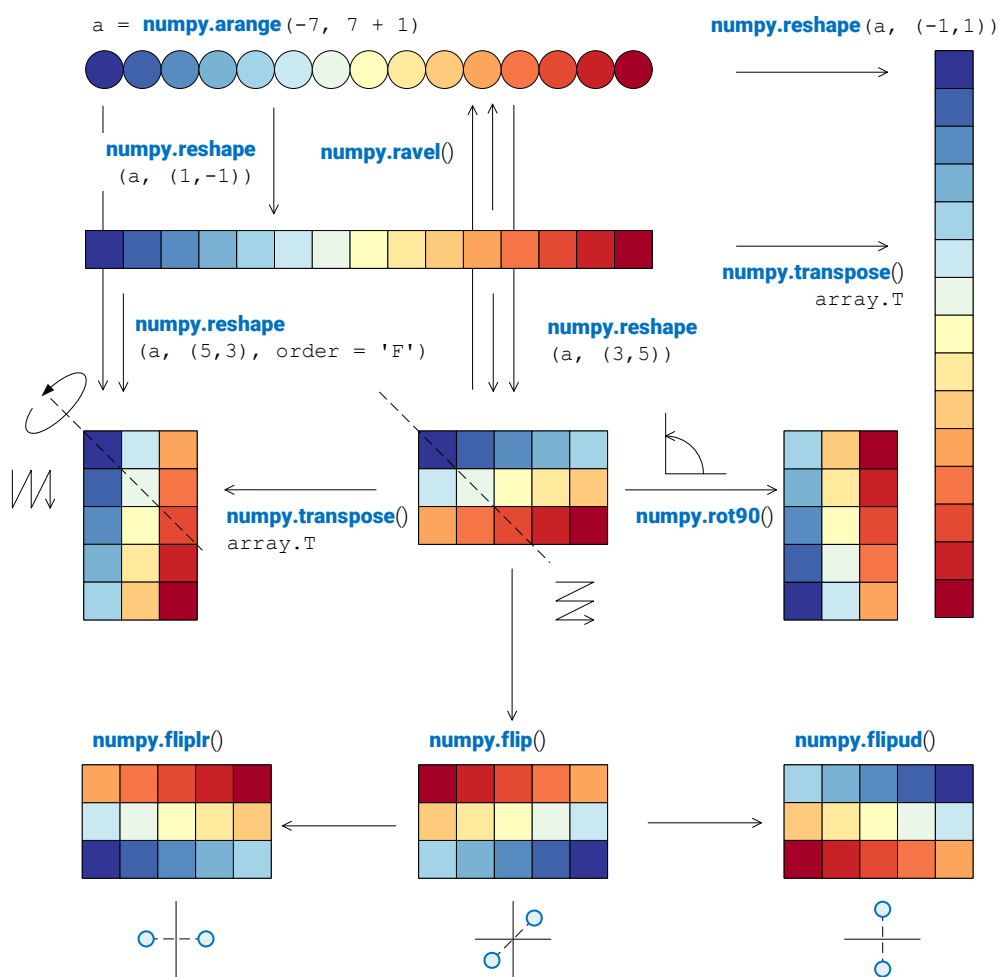 a = numpy.arange(-7, 7 + 1)
numpy.reshape(a, (-1,1))
numpy.reshape
(a, (1,-1))
numpy.ravel()
numpy.transpose()
array.T
numpy.reshape
(a, (5,3), order = 'F')
numpy.reshape
(a, (3,5))
numpy.transpose()
array.T
numpy.rot90()
numpy.fliplr()
numpy.flip()
numpy.flipud()